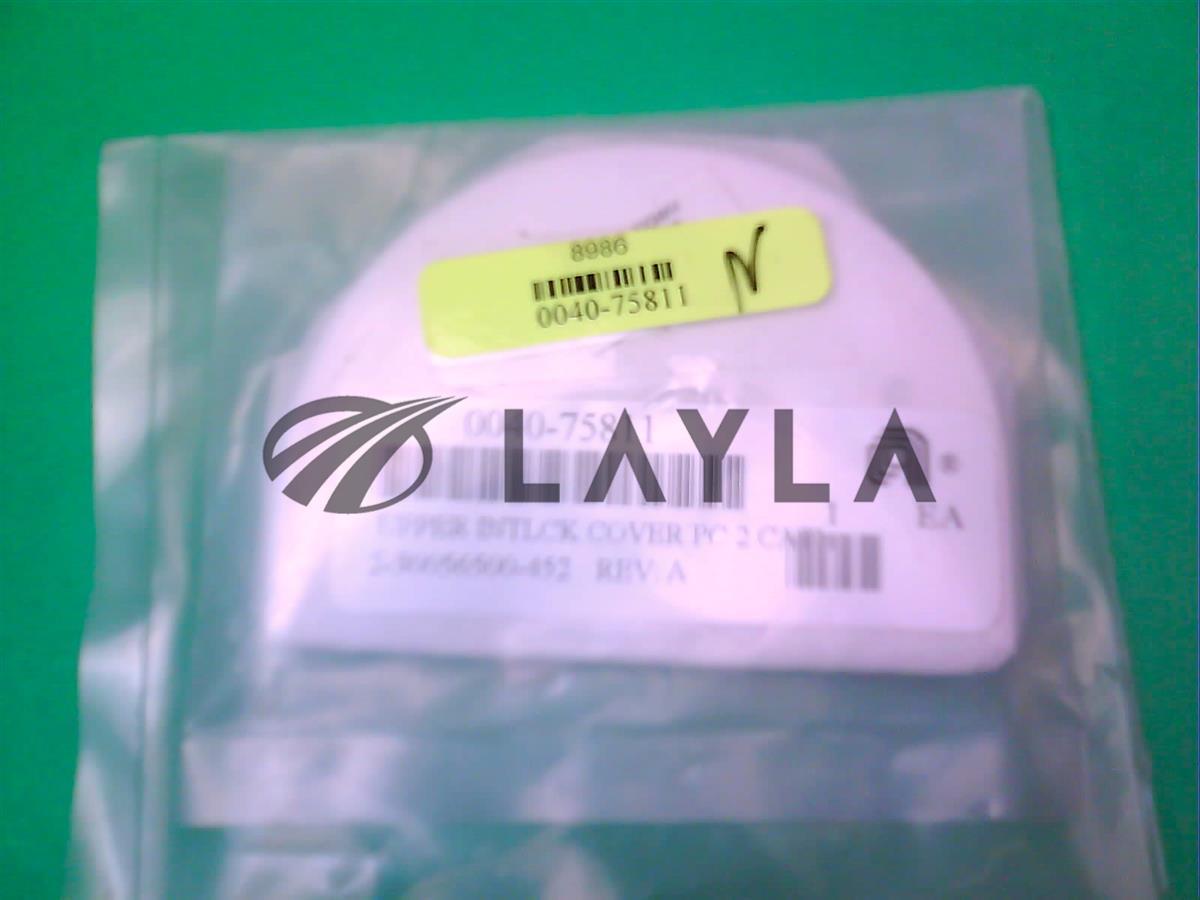 8986
0040-75811
N
0040-75811
LAYLA
1 EA
UPPER INTLCK COVER PC 2 CA
REV: A